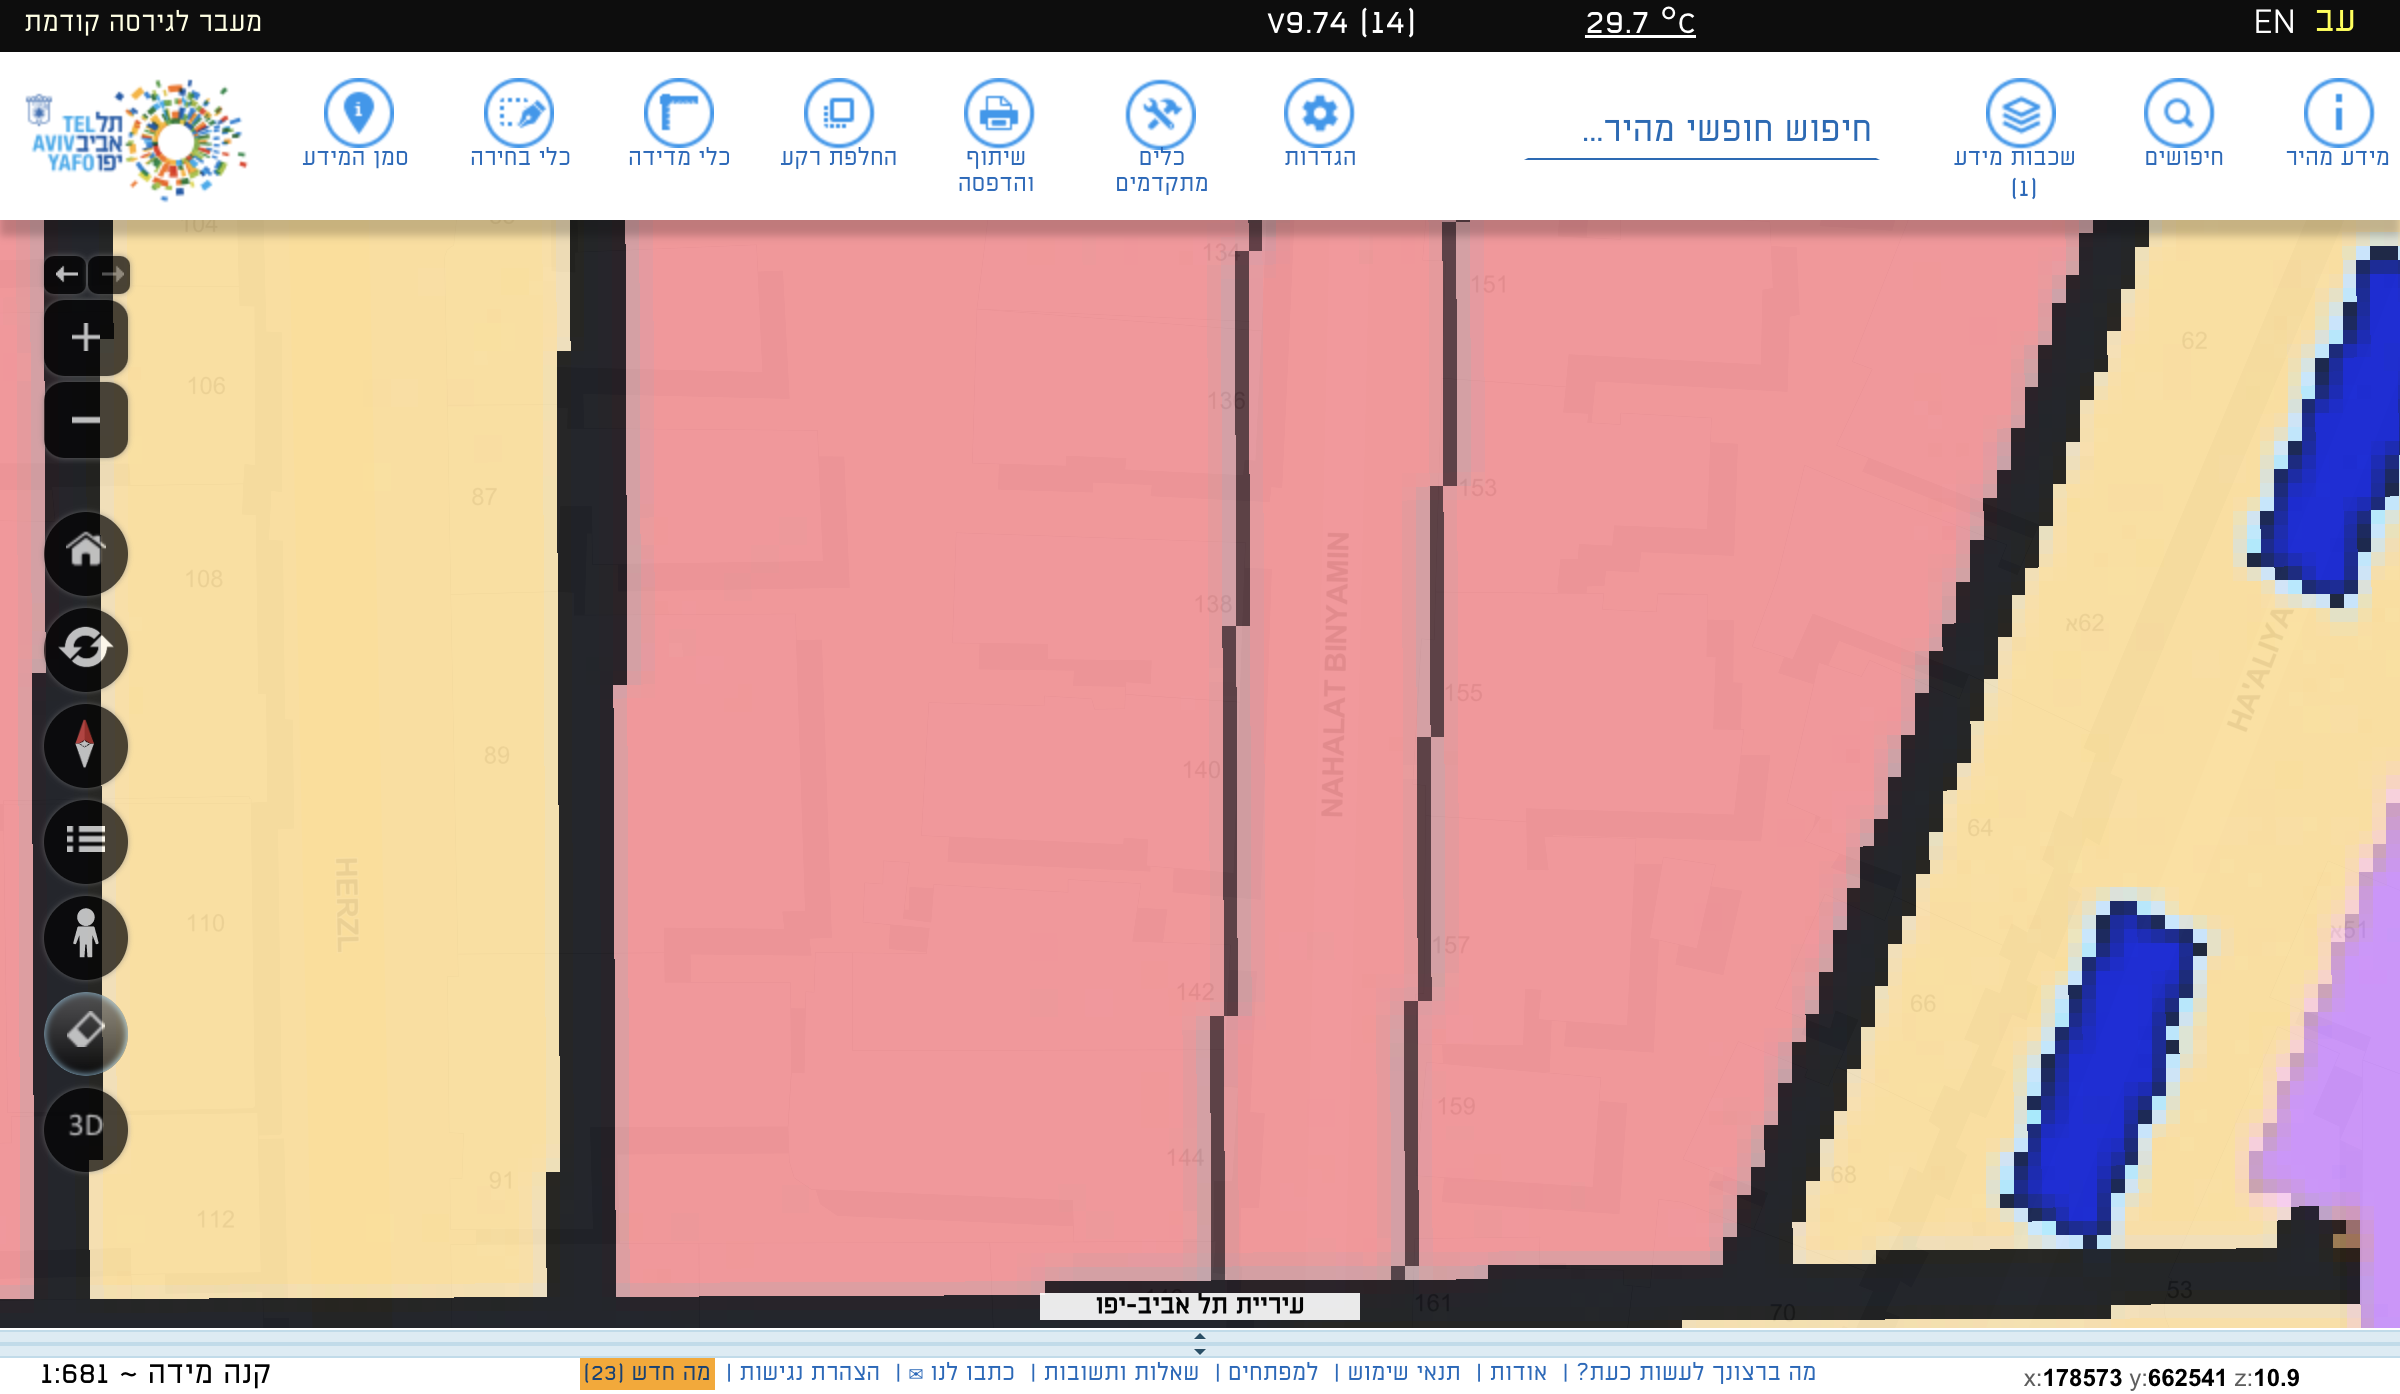 מעבר לגירסה קודמת
V9.74 (14)
29.7 °C
EN עב
תל אביב יפו
TEL AVIV YAFO
סמן המידע
כלי בחירה
כלי מדידה
החלפת רקע
שיתוף והדפסה
כלים מתקדמים
הגדרות
חיפוש חופשי מהיר...
שכבות מידע (1)
חיפושים
מידע מהיר
104
134
151
62
106
136
87
153
108
138
62א
155
HA'ALIYA
NAHALAT BINYAMIN
89
140
64
HERZL
110
157
51א
142
66
159
3D
144
68
91
112
161
53
70
עיריית תל אביב-יפו
קנה מידה ~ 1:681
מה ברצונך לעשות כעת? | אודות | תנאי שימוש | למפתחים | שאלות ותשובות | כתבו לנו ✉ | הצהרת נגישות | מה חדש (23)
x:178573 y:662541 z:10.9